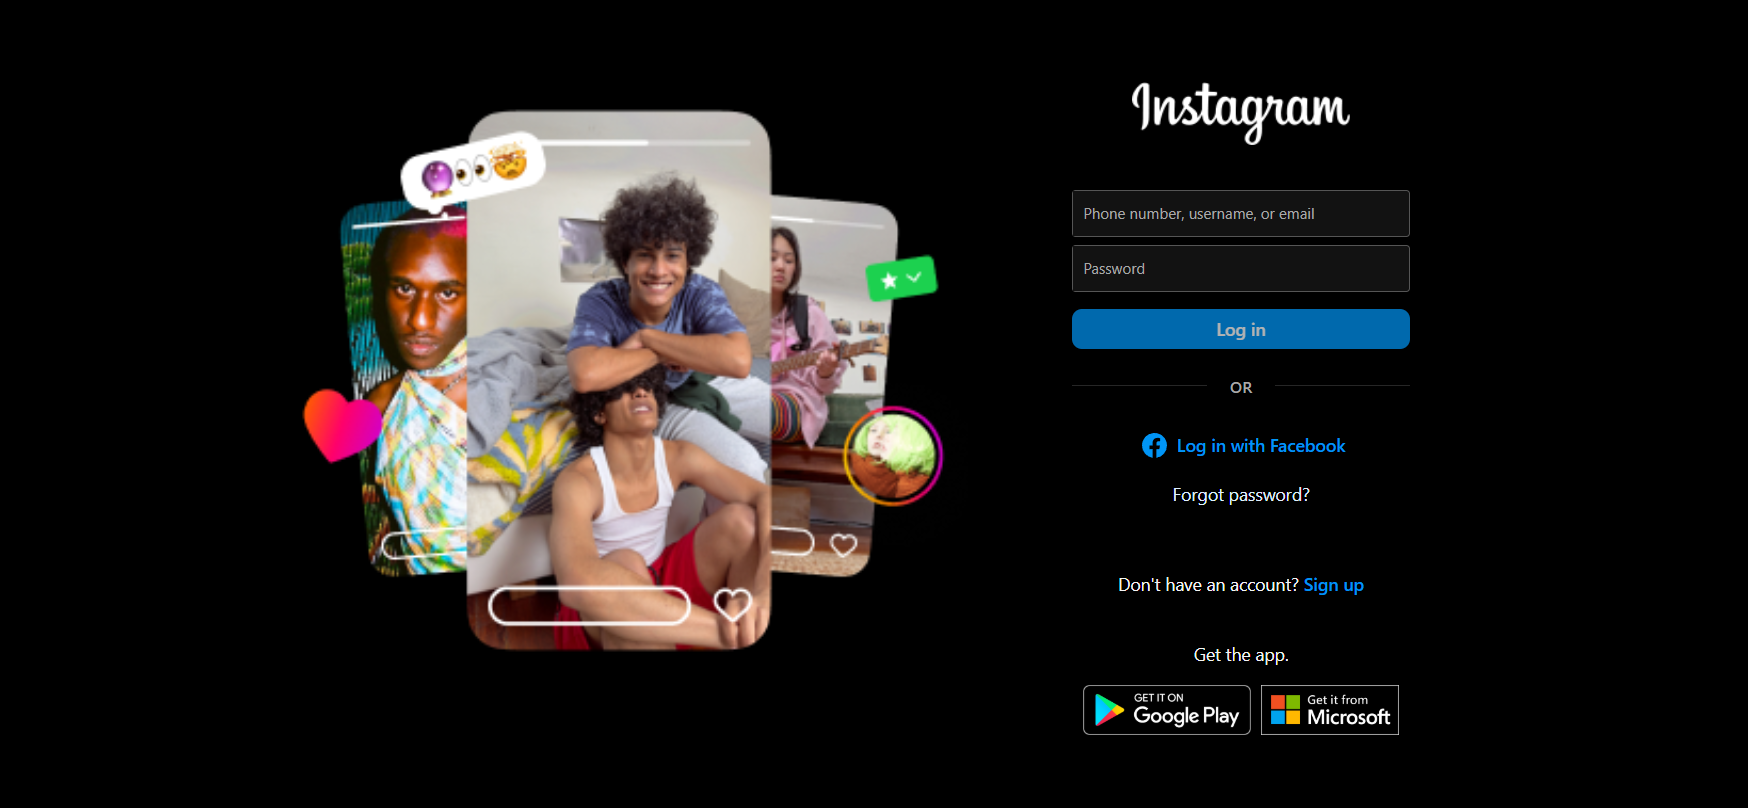 Instagram
Phone number, username, or email
Password
Log in
OR
Log in with Facebook
Forgot password?
Don't have an account? Sign up
Get the app.
GET IT ON
Google Play
Get it from
Microsoft